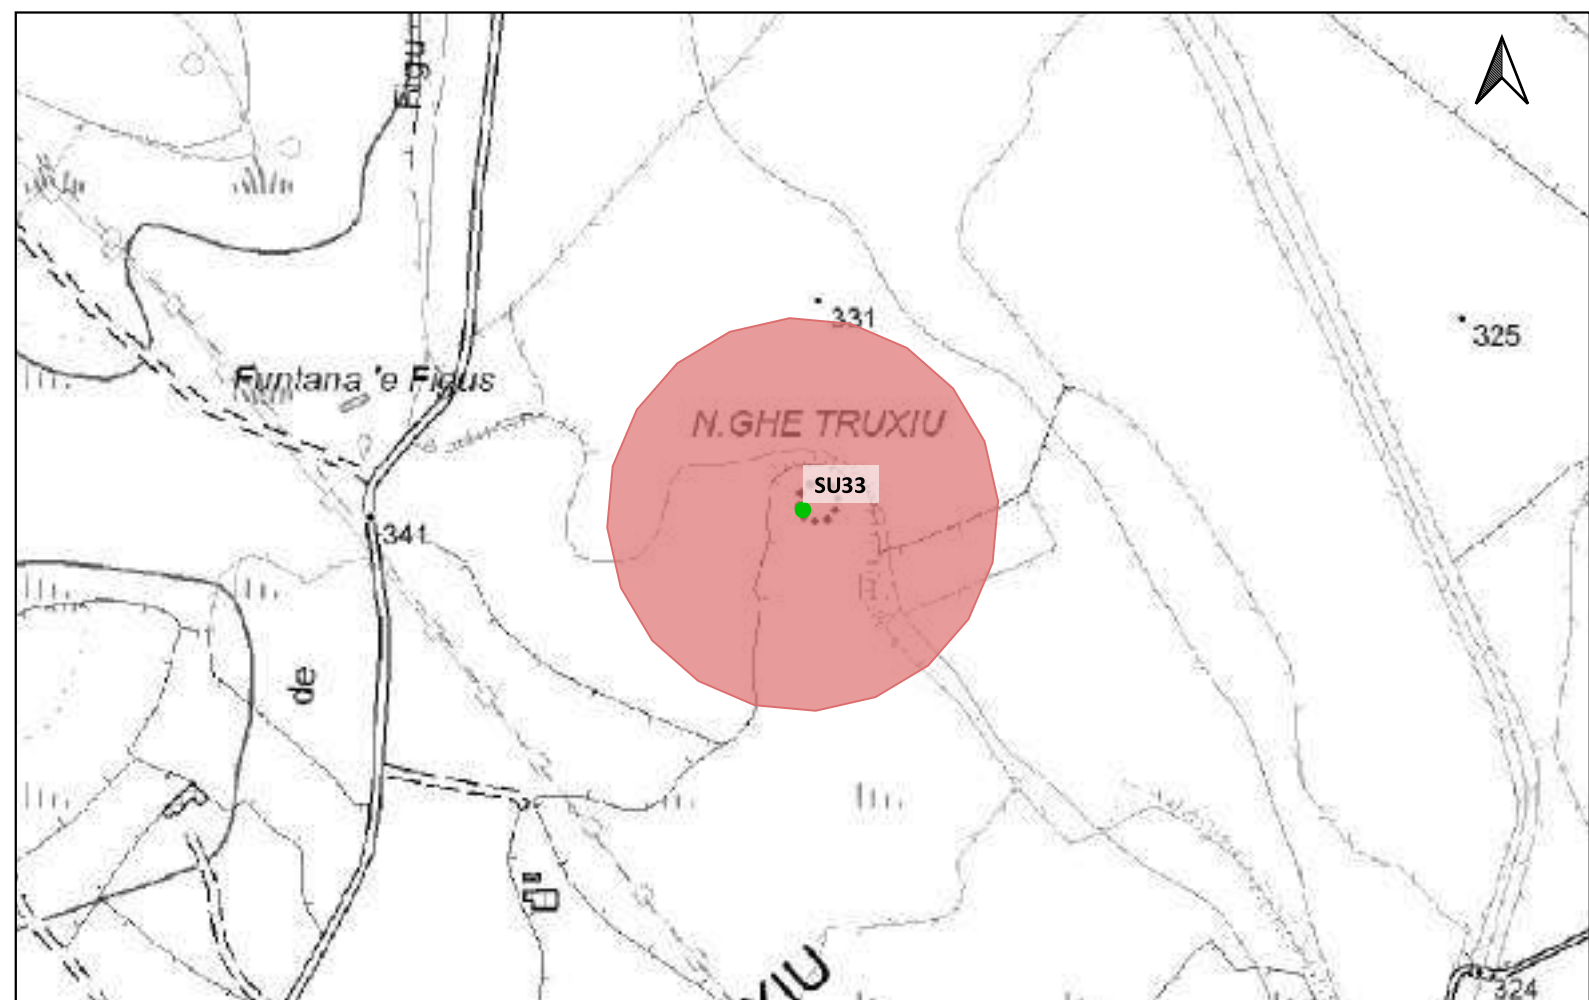 Figu
331
325
Funtana 'e Figus
N.GHE TRUXIU
SU33
341
de
XIU
324